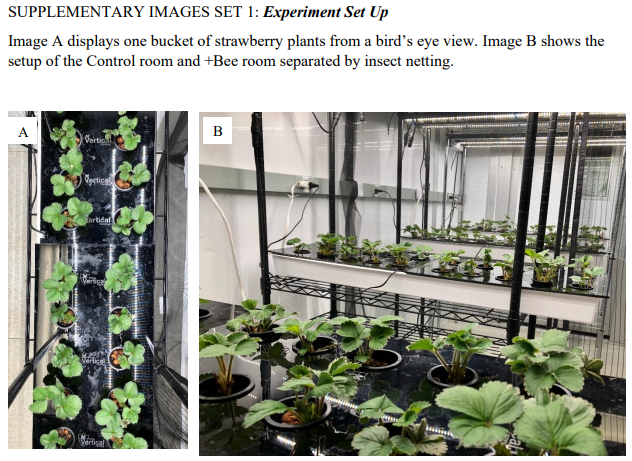 SUPPLEMENTARY IMAGES SET 1: Experiment Set Up
Image A displays one bucket of strawberry plants from a bird’s eye view. Image B shows the
setup of the Control room and +Bee room separated by insect netting.
A
B
Vertical
Vertical
Vertical
Vertical
Vertical
Vertical